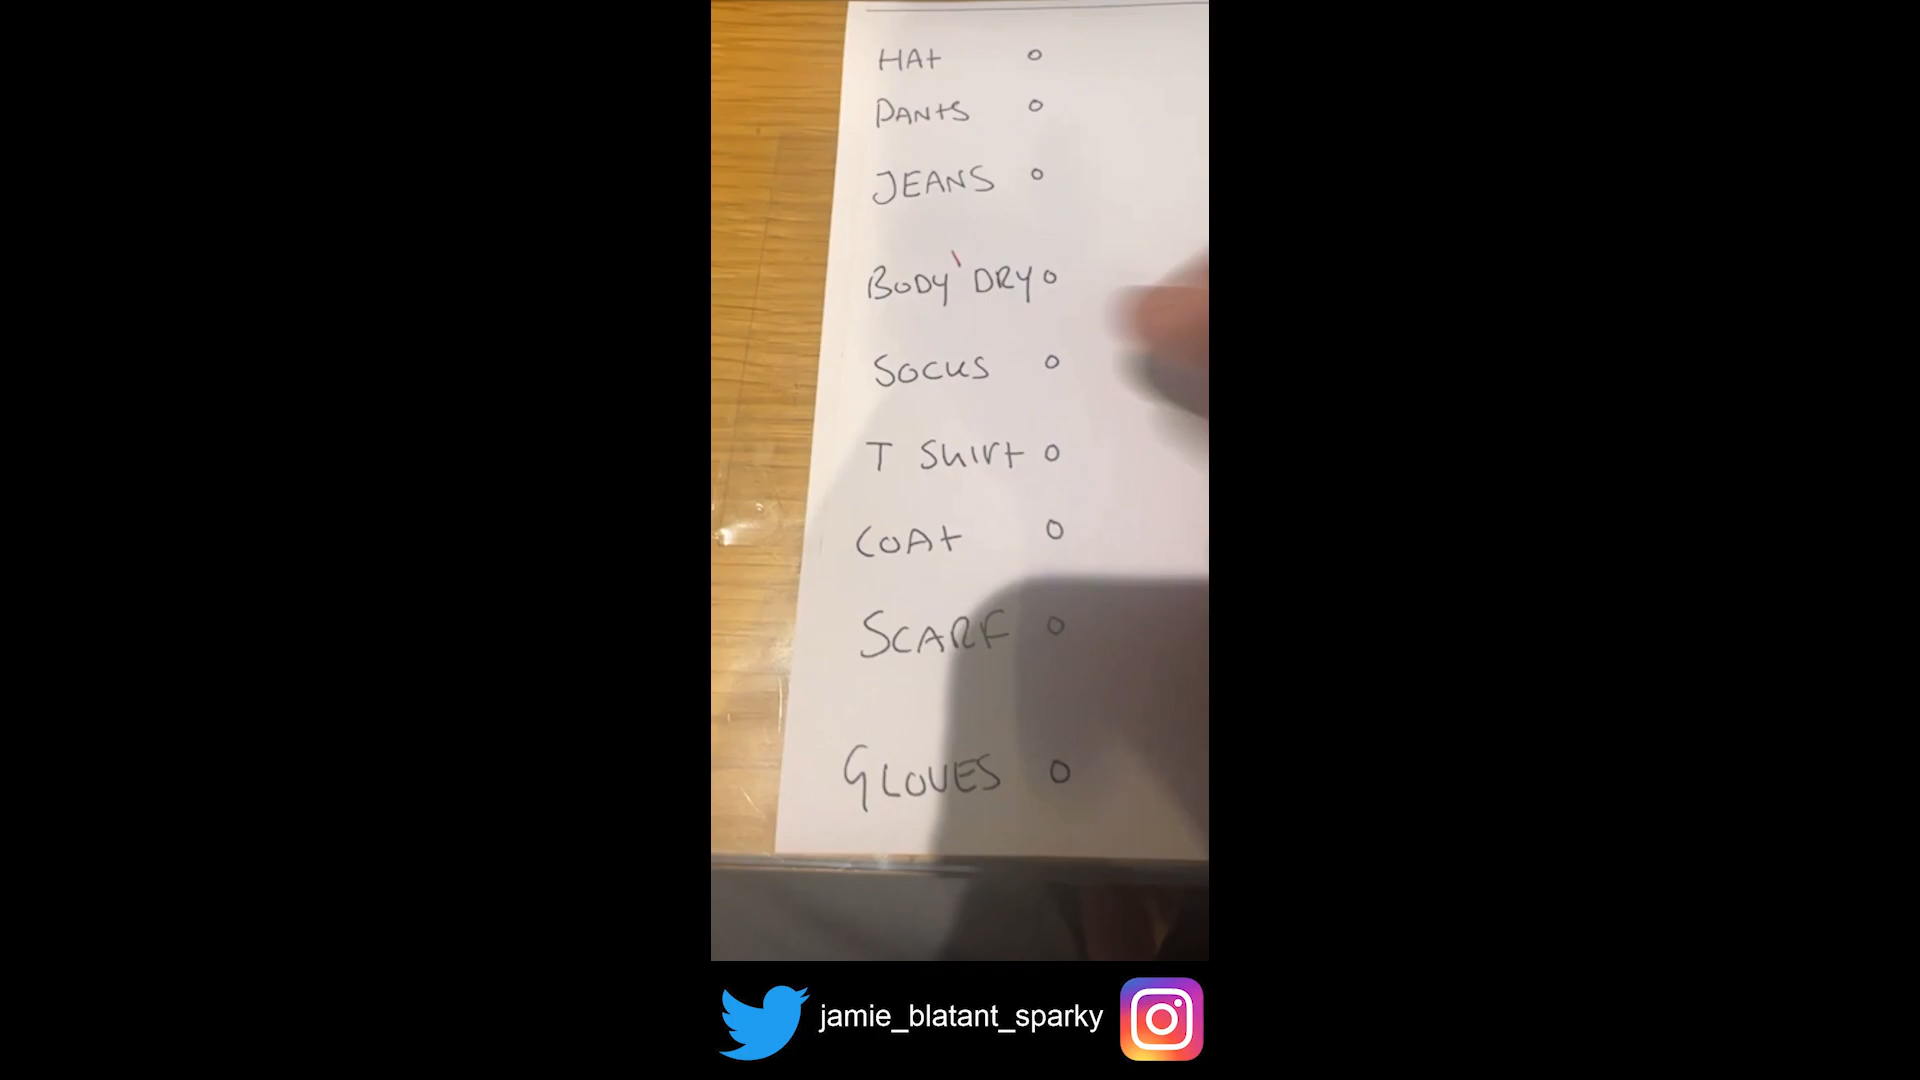 HAt o
PANtS o
JEANS o
BODY DRY o
SOCKS o
T Shirt o
COAt o
SCARF o
GLOVES o
jamie_blatant_sparky